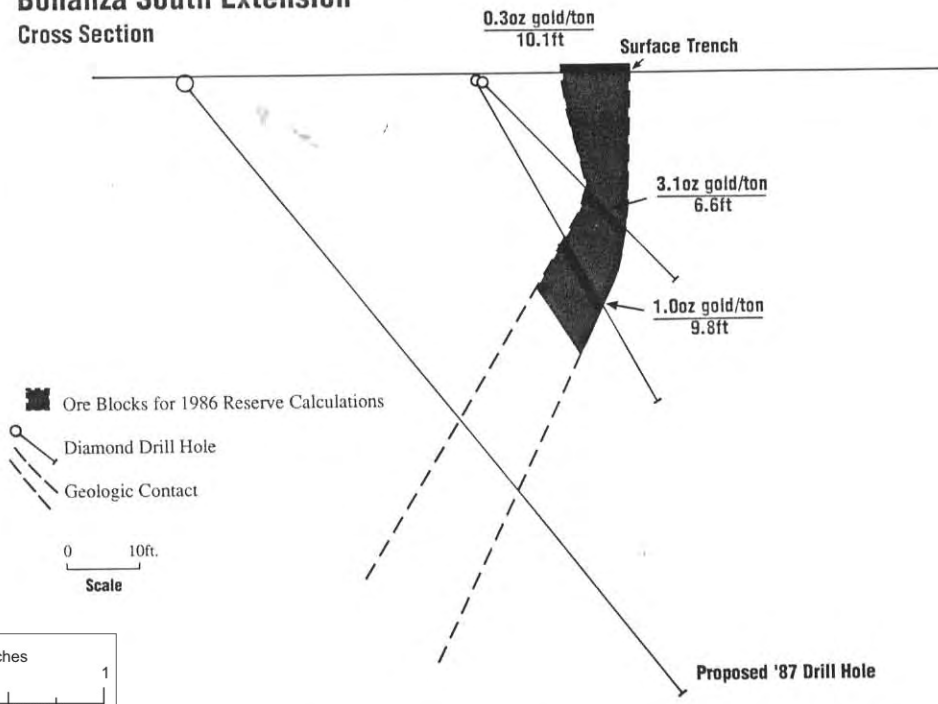 Bonanza South Extension
Cross Section
0.3oz gold/ton
10.1ft
Surface Trench
3.1oz gold/ton
6.6ft
1.0oz gold/ton
9.8ft
Ore Blocks for 1986 Reserve Calculations
Diamond Drill Hole
Geologic Contact
0 10ft.
Scale
ches
1
Proposed '87 Drill Hole